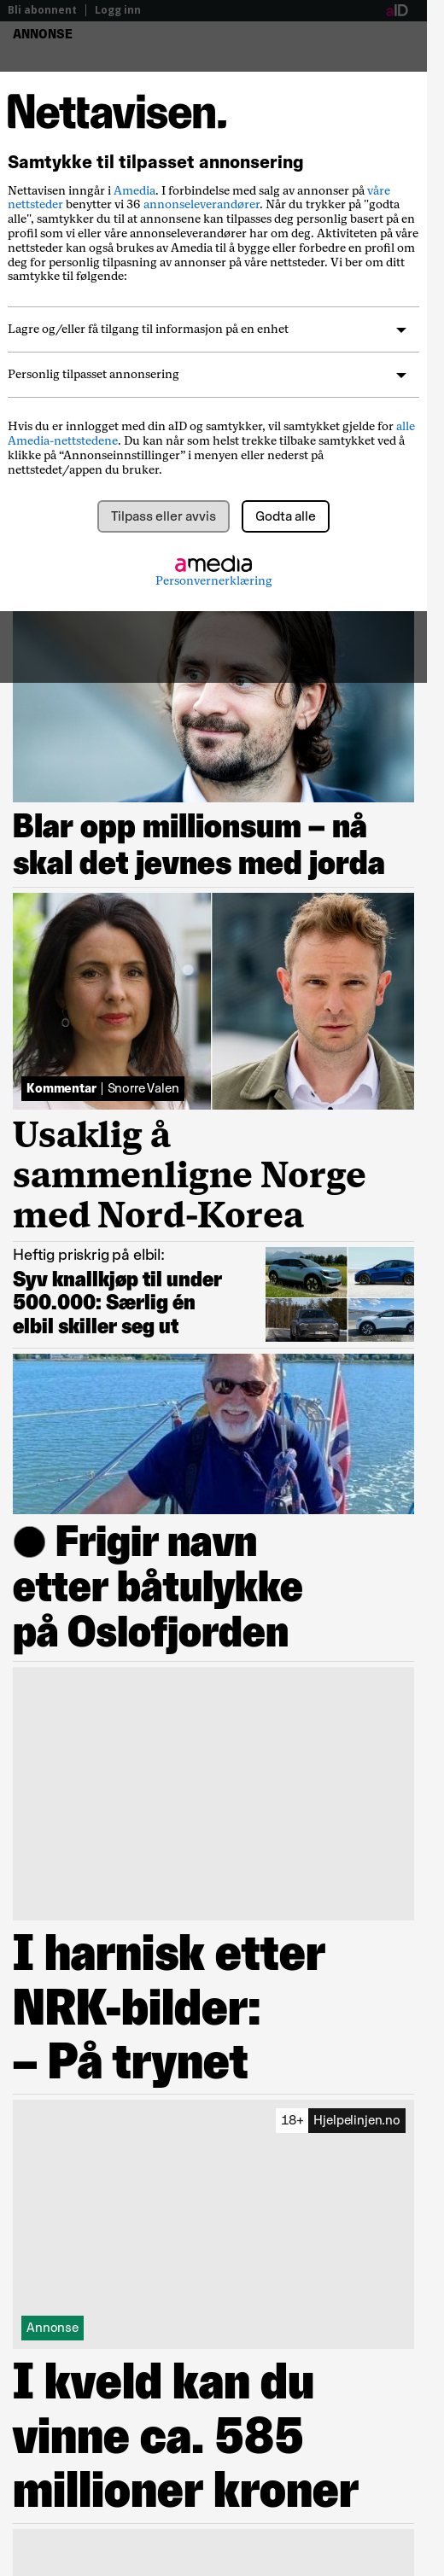 Bli abonnent | Logg inn
aID
ANNONSE
Nettavisen.
Samtykke til tilpasset annonsering
Nettavisen inngår i Amedia. I forbindelse med salg av annonser på våre
nettsteder benytter vi 36 annonseleverandører. Når du trykker på "godta
alle", samtykker du til at annonsene kan tilpasses deg personlig basert på en
profil som vi eller våre annonseleverandører har om deg. Aktiviteten på våre
nettsteder kan også brukes av Amedia til å bygge eller forbedre en profil om
deg for personlig tilpasning av annonser på våre nettsteder. Vi ber om ditt
samtykke til følgende:
Lagre og/eller få tilgang til informasjon på en enhet
Personlig tilpasset annonsering
Hvis du er innlogget med din aID og samtykker, vil samtykket gjelde for alle
Amedia-nettstedene. Du kan når som helst trekke tilbake samtykket ved å
klikke på “Annonseinnstillinger” i menyen eller nederst på
nettstedet/appen du bruker.
Tilpass eller avvis
Godta alle
amedia
Personvernerklæring
Blar opp millionsum – nå
skal det jevnes med jorda
Kommentar | Snorre Valen
Usaklig å
sammenligne Norge
med Nord-Korea
Heftig priskrig på elbil:
Syv knallkjøp til under
500.000: Særlig én
elbil skiller seg ut
Frigir navn
etter båtulykke
på Oslofjorden
I harnisk etter
NRK-bilder:
– På trynet
18+ Hjelpelinjen.no
Annonse
I kveld kan du
vinne ca. 585
millioner kroner